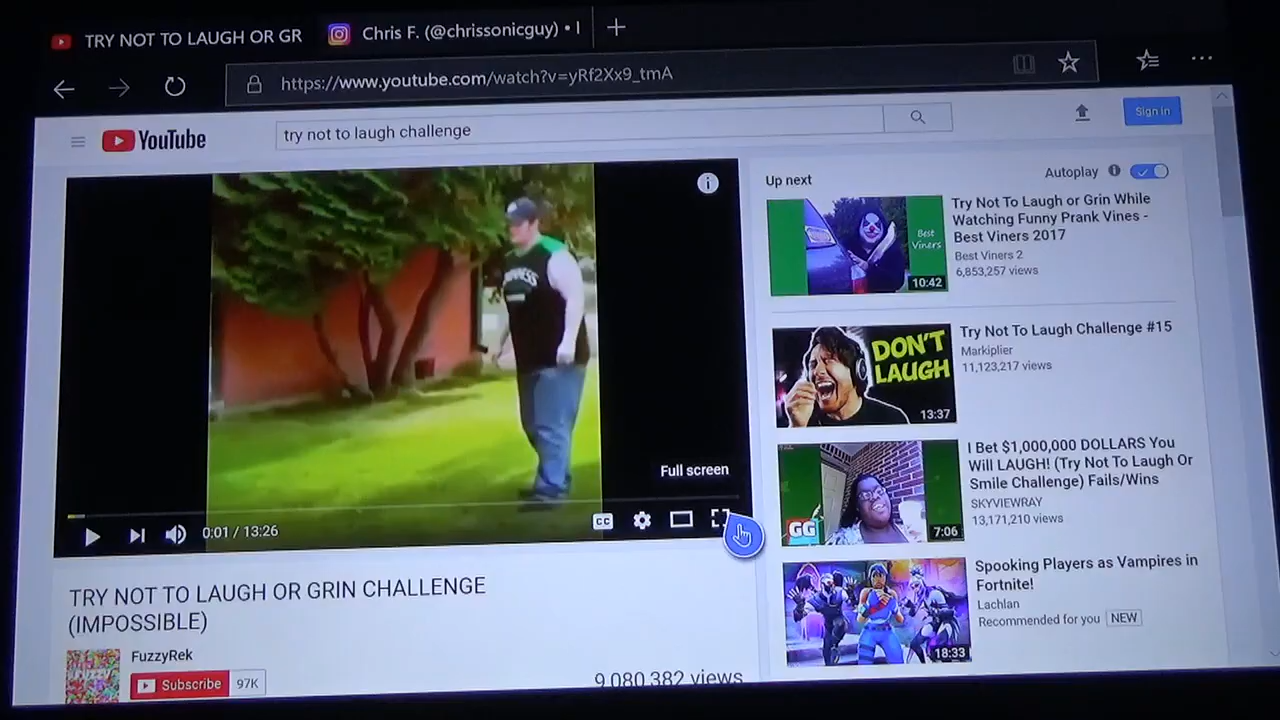 TRY NOT TO LAUGH OR GR
Chris F. (@chrissonicguy) •
https://www.youtube.com/watch?v=yRf2Xx9_tmA
YouTube
try not to laugh challenge
Sign in
Full screen
CC
0:01 / 13:26
TRY NOT TO LAUGH OR GRIN CHALLENGE
(IMPOSSIBLE)
FuzzyRek
Subscribe 97K
9,080,382 views
Up next
Autoplay
Best
Viners
10:42
Try Not To Laugh or Grin While
Watching Funny Prank Vines -
Best Viners 2017
Best Viners 2
6,853,257 views
DON'T
LAUGH
13:37
Try Not To Laugh Challenge #15
Markiplier
11,123,217 views
GG
7:06
I Bet $1,000,000 DOLLARS You
Will LAUGH! (Try Not To Laugh Or
Smile Challenge) Fails/Wins
SKYVIEWRAY
13,171,210 views
18:33
Spooking Players as Vampires in
Fortnite!
Lachlan
Recommended for you NEW